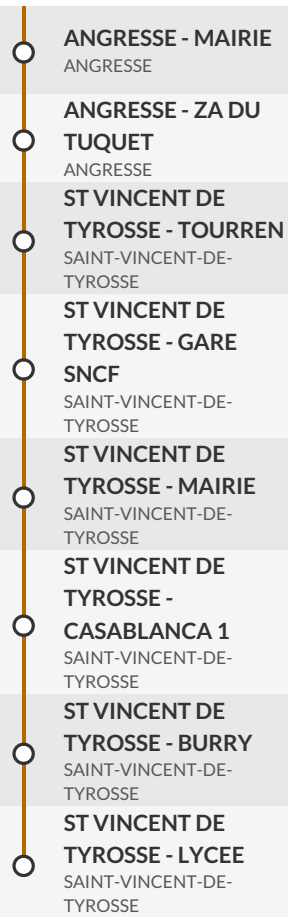 ANGRESSE - MAIRIE
ANGRESSE
ANGRESSE - ZA DU
TUQUET
ANGRESSE
ST VINCENT DE
TYROSSE - TOURREN
SAINT-VINCENT-DE-
TYROSSE
ST VINCENT DE
TYROSSE - GARE
SNCF
SAINT-VINCENT-DE-
TYROSSE
ST VINCENT DE
TYROSSE - MAIRIE
SAINT-VINCENT-DE-
TYROSSE
ST VINCENT DE
TYROSSE -
CASABLANCA 1
SAINT-VINCENT-DE-
TYROSSE
ST VINCENT DE
TYROSSE - BURRY
SAINT-VINCENT-DE-
TYROSSE
ST VINCENT DE
TYROSSE - LYCEE
SAINT-VINCENT-DE-
TYROSSE